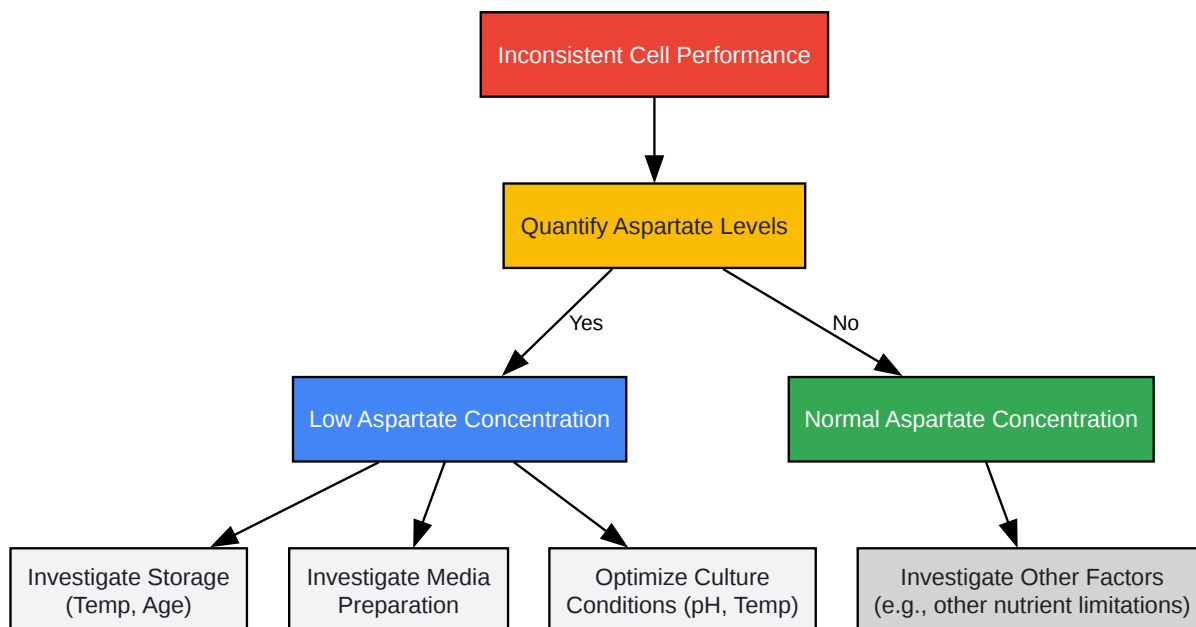 Inconsistent Cell Performance
Quantify Aspartate Levels
Yes
No
Low Aspartate Concentration
Normal Aspartate Concentration
Investigate Storage
(Temp, Age)
Investigate Media
Preparation
Optimize Culture
Conditions (pH, Temp)
Investigate Other Factors
(e.g., other nutrient limitations)